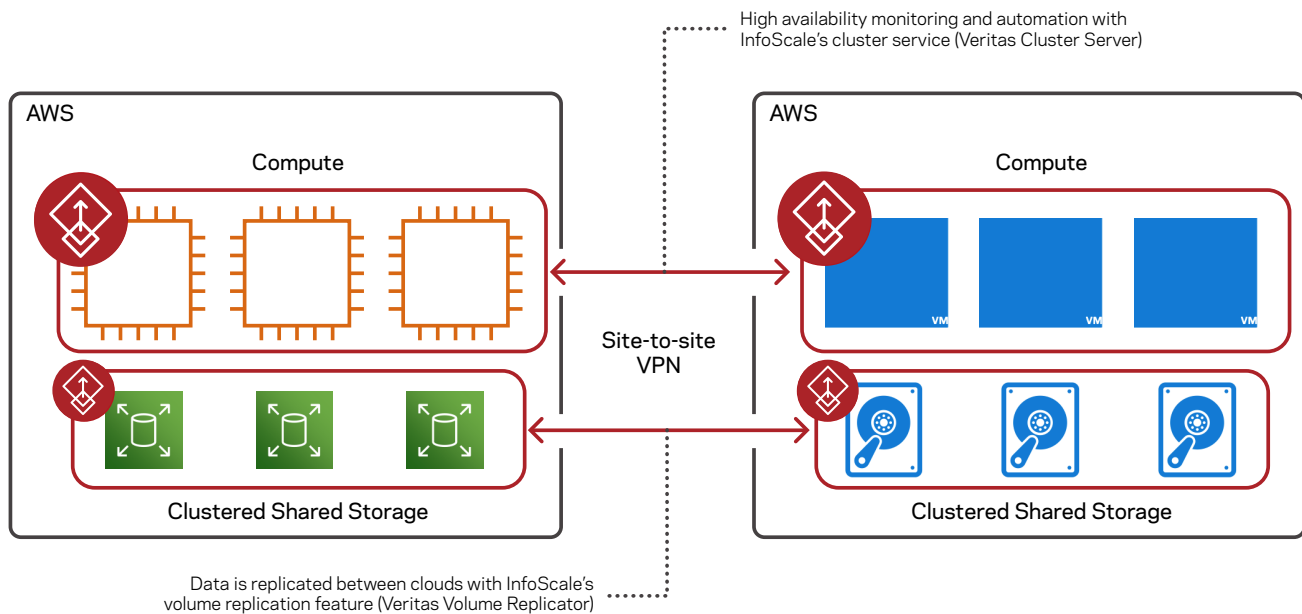 High availability monitoring and automation with
InfoScale's cluster service (Veritas Cluster Server)
AWS
Compute
AWS
Compute
VM
VM
VM
Site-to-site
VPN
Clustered Shared Storage
Clustered Shared Storage
Data is replicated between clouds with InfoScale's
volume replication feature (Veritas Volume Replicator)